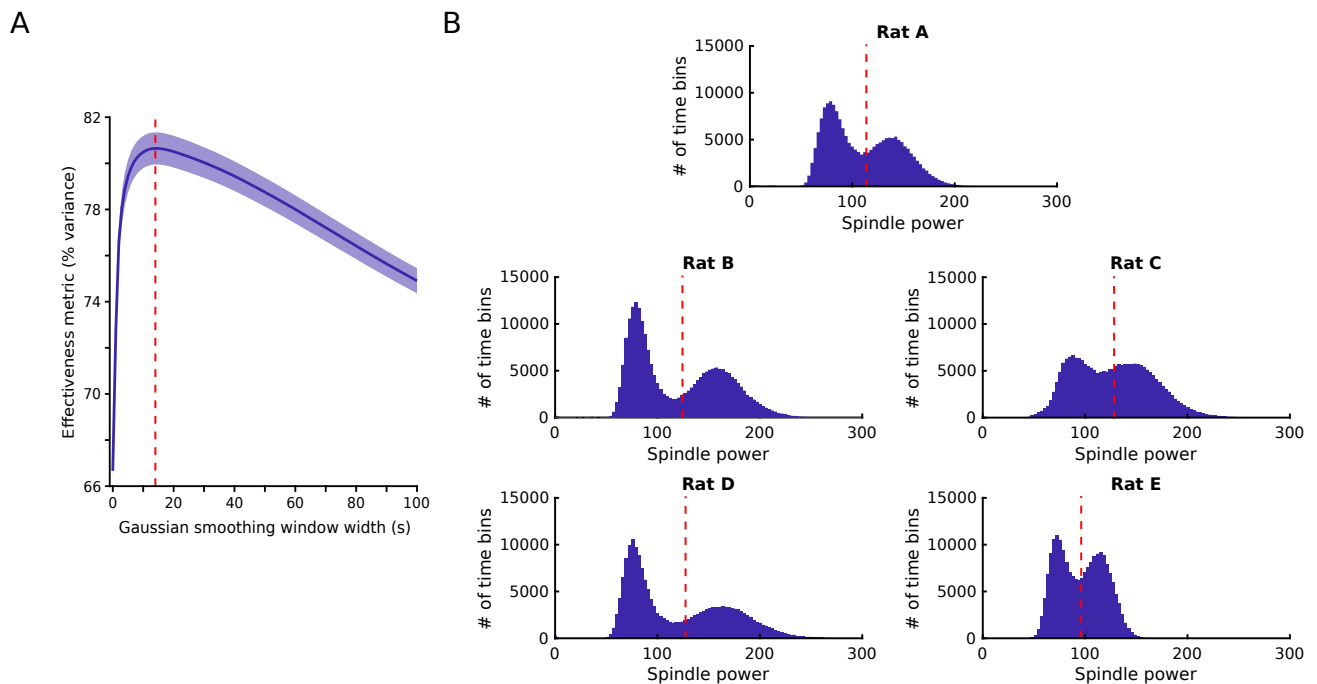 A
B
82
78
74
70
66
0
20
40
60
80
100
Effectiveness metric (% variance)
Gaussian smoothing window width (s)
Rat A
15000
10000
5000
0
0
100
200
300
# of time bins
Spindle power
Rat B
15000
10000
5000
0
0
100
200
300
# of time bins
Spindle power
Rat C
15000
10000
5000
0
0
100
200
300
# of time bins
Spindle power
Rat D
15000
10000
5000
0
0
100
200
300
# of time bins
Spindle power
Rat E
15000
10000
5000
0
0
100
200
300
# of time bins
Spindle power